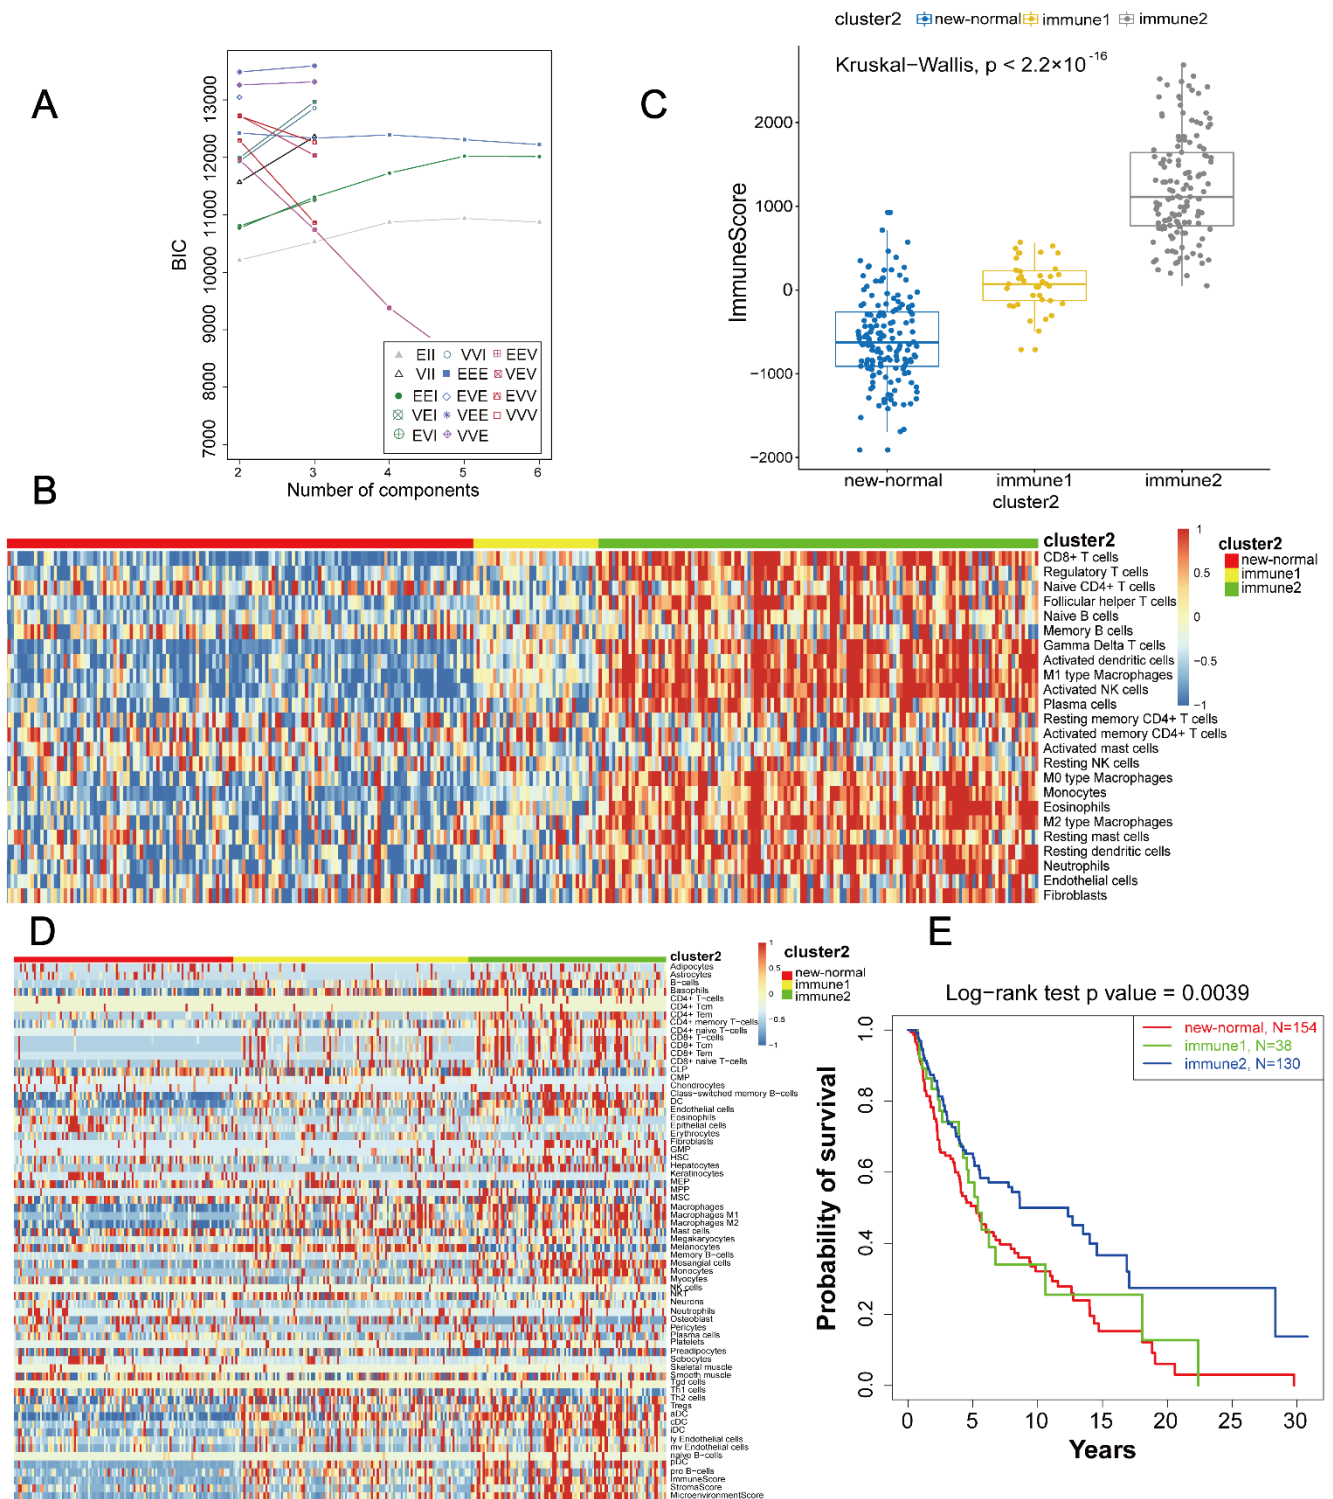 A
BIC
13000
12000
11000
10000
9000
8000
7000
2 3 4 5 6
Number of components
EII VVI EEV
VII EEE VEV
EEI EVE EVV
VEI VEE VVV
EVI VVE
C
cluster2 new-normal immune1 immune2
Kruskal-Wallis, p < 2.2×10^-16
ImmuneScore
2000
1000
0
−1000
−2000
new-normal immune1 immune2
cluster2
B
cluster2
CD8+ T cells
Regulatory T cells
Naive CD4+ T cells
Follicular helper T cells
Naive B cells
Memory B cells
Gamma Delta T cells
Activated dendritic cells
M1 type Macrophages
Activated NK cells
Plasma cells
Resting memory CD4+ T cells
Activated memory CD4+ T cells
Activated mast cells
Resting NK cells
M0 type Macrophages
Monocytes
Eosinophils
M2 type Macrophages
Resting mast cells
Resting dendritic cells
Neutrophils
Endothelial cells
Fibroblasts
1
0.5
0
−0.5
−1
cluster2
new-normal
immune1
immune2
D
cluster2
Adipocytes
Astrocytes
B-cells
Basophils
CD4+ T-cells
CD4+ Tcm
CD4+ Tem
CD4+ memory T-cells
CD4+ naive T-cells
CD8+ T-cells
CD8+ Tcm
CD8+ Tem
CD8+ naive T-cells
CLP
CMP
Chondrocytes
Class-switched memory B-cells
DC
Endothelial cells
Eosinophils
Epithelial cells
Erythrocytes
Fibroblasts
GMP
HSC
Hepatocytes
Keratinocytes
MEP
MPP
MSC
Macrophages
Macrophages M1
Macrophages M2
Mast cells
Megakaryocytes
Melanocytes
Memory B-cells
Mesangial cells
Monocytes
Myocytes
NK cells
NKT
Neurons
Neutrophils
Osteoblast
Pericytes
Plasma cells
Platelets
Preadipocytes
Sebocytes
Skeletal muscle
Smooth muscle
Tgd cells
Th1 cells
Th2 cells
Tregs
aDC
cDC
iDC
ly Endothelial cells
mv Endothelial cells
naive B-cells
pDC
pro B-cells
ImmuneScore
StromaScore
MicroenvironmentScore
1
0.5
0
−0.5
−1
cluster2
new-normal
immune1
immune2
E
Log-rank test p value = 0.0039
new-normal, N=154
immune1, N=38
immune2, N=130
Probability of survival
1.0
0.8
0.6
0.4
0.2
0.0
0 5 10 15 20 25 30
Years